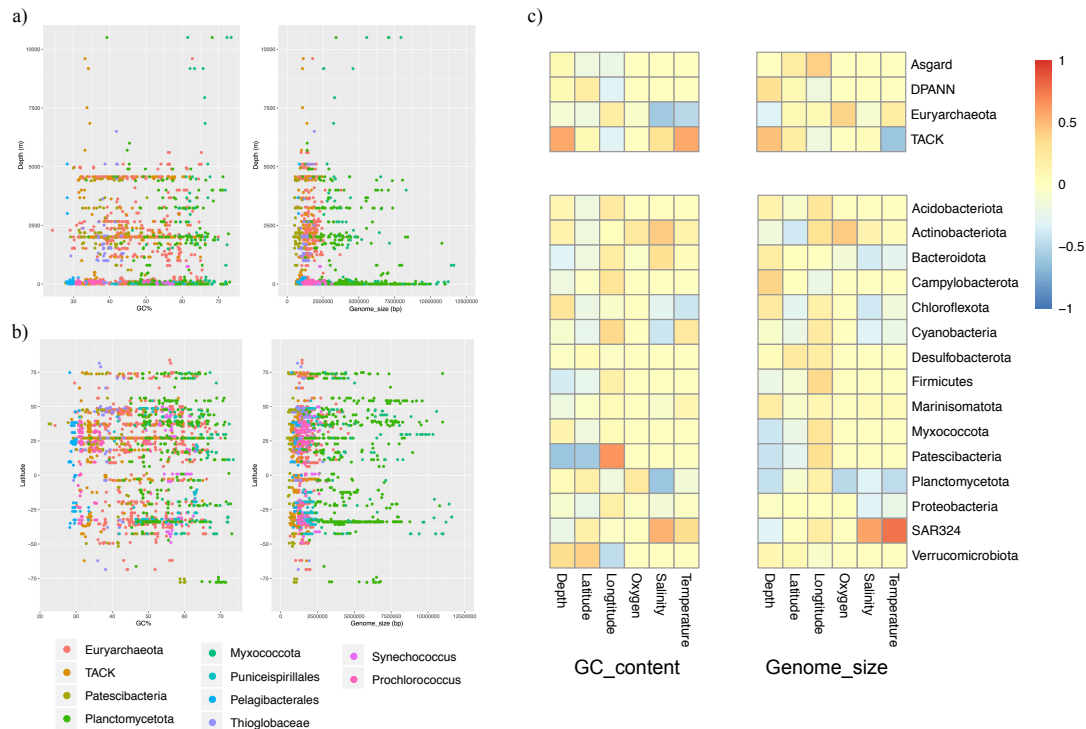 a)
10000
7500
5000
2500
0
Depth (m)
30
40
50
60
70
GC%
10000
7500
5000
2500
0
Depth (m)
0
2500000
5000000
7500000
10000000
12500000
Genome_size (bp)
b)
75
50
25
0
-25
-50
-75
Latitude
20
30
40
50
60
70
GC%
75
50
25
0
-25
-50
-75
Latitude
0
2500000
5000000
7500000
10000000
12500000
Genome_size (bp)
Euryarchaeota
TACK
Patescibacteria
Planctomycetota
Myxococcota
Puniceispirillales
Pelagibacterales
Thioglobaceae
Synechococcus
Prochlorococcus
c)
Asgard
DPANN
Euryarchaeota
TACK
Acidobacteriota
Actinobacteriota
Bacteroidota
Campylobacterota
Chloroflexota
Cyanobacteria
Desulfobacterota
Firmicutes
Marinisomatota
Myxococcota
Patescibacteria
Planctomycetota
Proteobacteria
SAR324
Verrucomicrobiota
Depth
Latitude
Longtitude
Oxygen
Salinity
Temperature
GC_content
Depth
Latitude
Longtitude
Oxygen
Salinity
Temperature
Genome_size
1
0.5
0
−0.5
−1